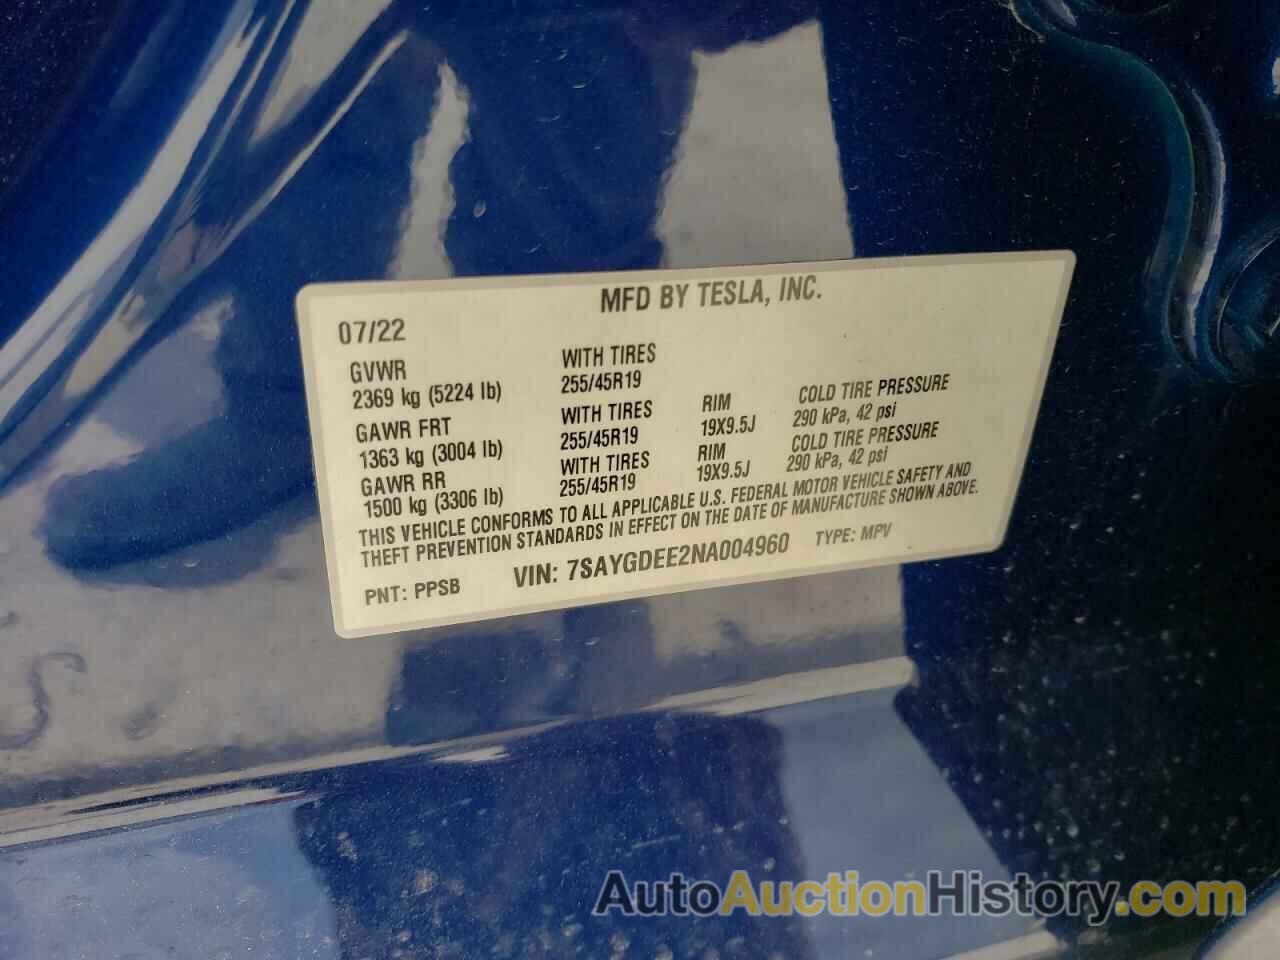 MFD BY TESLA, INC.
07/22
GVWR WITH TIRES
2369 kg (5224 lb) 255/45R19
GAWR FRT WITH TIRES RIM COLD TIRE PRESSURE
1363 kg (3004 lb) 255/45R19 19X9.5J 290 kPa, 42 psi
GAWR RR WITH TIRES RIM COLD TIRE PRESSURE
1500 kg (3306 lb) 255/45R19 19X9.5J 290 kPa, 42 psi
THIS VEHICLE CONFORMS TO ALL APPLICABLE U.S. FEDERAL MOTOR VEHICLE SAFETY AND
THEFT PREVENTION STANDARDS IN EFFECT ON THE DATE OF MANUFACTURE SHOWN ABOVE.
PNT: PPSB VIN: 7SAYGDEE2NA004960 TYPE: MPV
AutoAuctionHistory.com